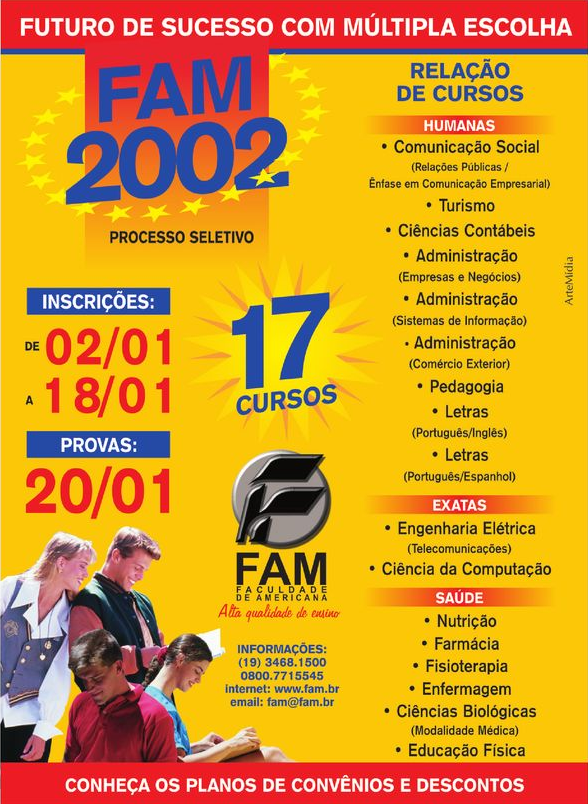 FUTURO DE SUCESSO COM MÚLTIPLA ESCOLHA
FAM
2002
PROCESSO SELETIVO
INSCRIÇÕES:
DE 02/01
A 18/01
PROVAS:
20/01
17
CURSOS
FAM
FACULDADE
DE AMERICANA
Alta qualidade de ensino
INFORMAÇÕES:
(19) 3468.1500
0800.7715545
internet: www.fam.br
email: fam@fam.br
RELAÇÃO
DE CURSOS
HUMANAS
• Comunicação Social
(Relações Públicas /
Ênfase em Comunicação Empresarial)
• Turismo
• Ciências Contábeis
• Administração
(Empresas e Negócios)
• Administração
(Sistemas de Informação)
• Administração
(Comércio Exterior)
• Pedagogia
• Letras
(Português/Inglês)
• Letras
(Português/Espanhol)
EXATAS
• Engenharia Elétrica
(Telecomunicações)
• Ciência da Computação
SAÚDE
• Nutrição
• Farmácia
• Fisioterapia
• Enfermagem
• Ciências Biológicas
(Modalidade Médica)
• Educação Física
ArteMídia
CONHEÇA OS PLANOS DE CONVÊNIOS E DESCONTOS